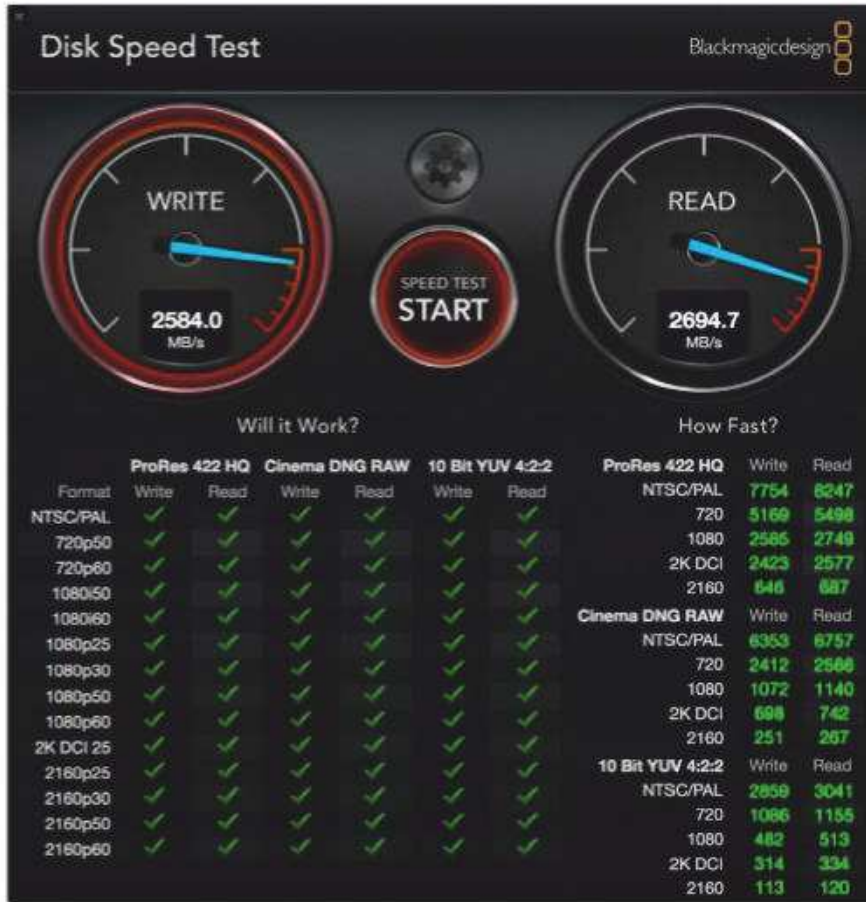 Disk Speed Test
Blackmagicdesign
WRITE
2584.0
MB/s
SPEED TEST
START
READ
2694.7
MB/s
Will it Work?
ProRes 422 HQ Cinema DNG RAW 10 Bit YUV 4:2:2
Format Write Read Write Read Write Read
NTSC/PAL
720p50
720p60
1080i50
1080i60
1080p25
1080p30
1080p50
1080p60
2K DCI 25
2160p25
2160p30
2160p50
2160p60
How Fast?
ProRes 422 HQ Write Read
NTSC/PAL 7754 8247
720 5169 5498
1080 2585 2749
2K DCI 2423 2577
2160 646 687
Cinema DNG RAW Write Read
NTSC/PAL 6353 6757
720 2412 2566
1080 1072 1140
2K DCI 698 742
2160 251 267
10 Bit YUV 4:2:2 Write Read
NTSC/PAL 2859 3041
720 1086 1155
1080 482 513
2K DCI 314 334
2160 113 120